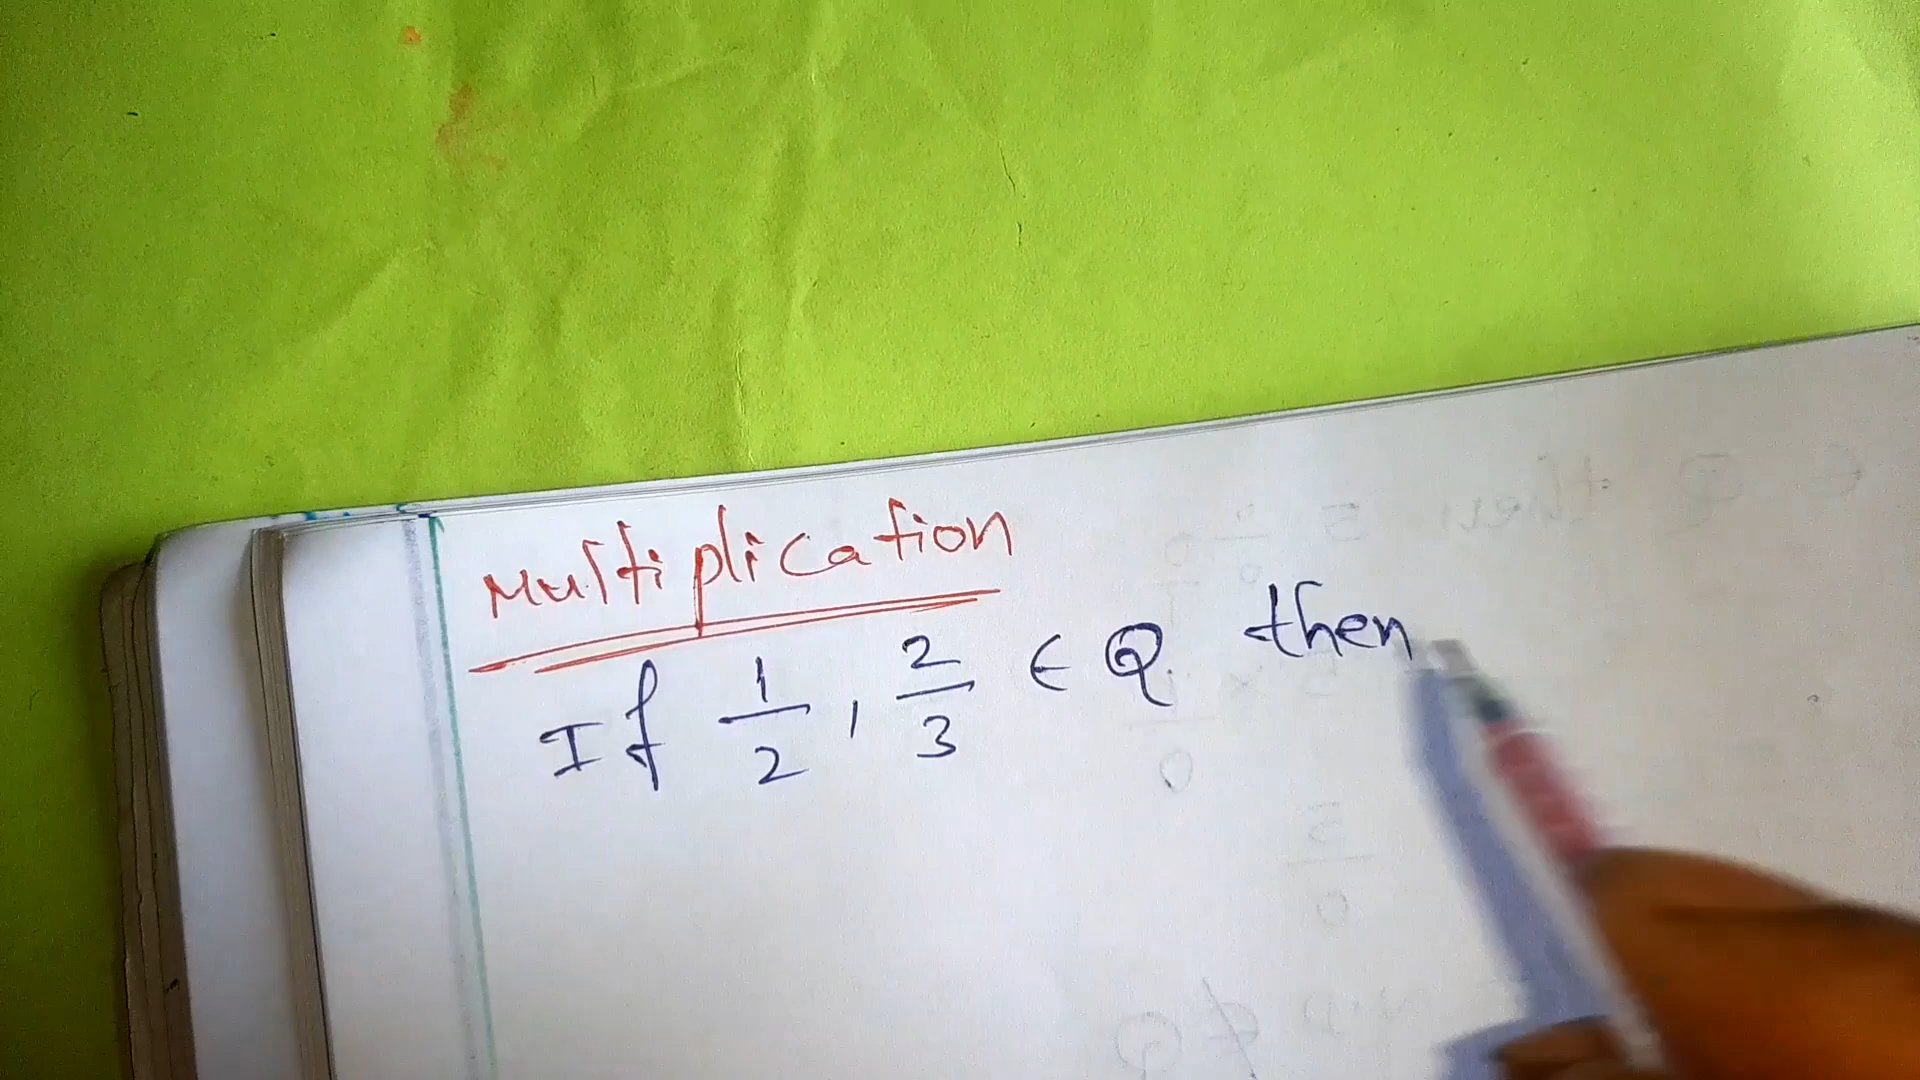 Multiplication
If 1/2, 2/3 ∈ Q then